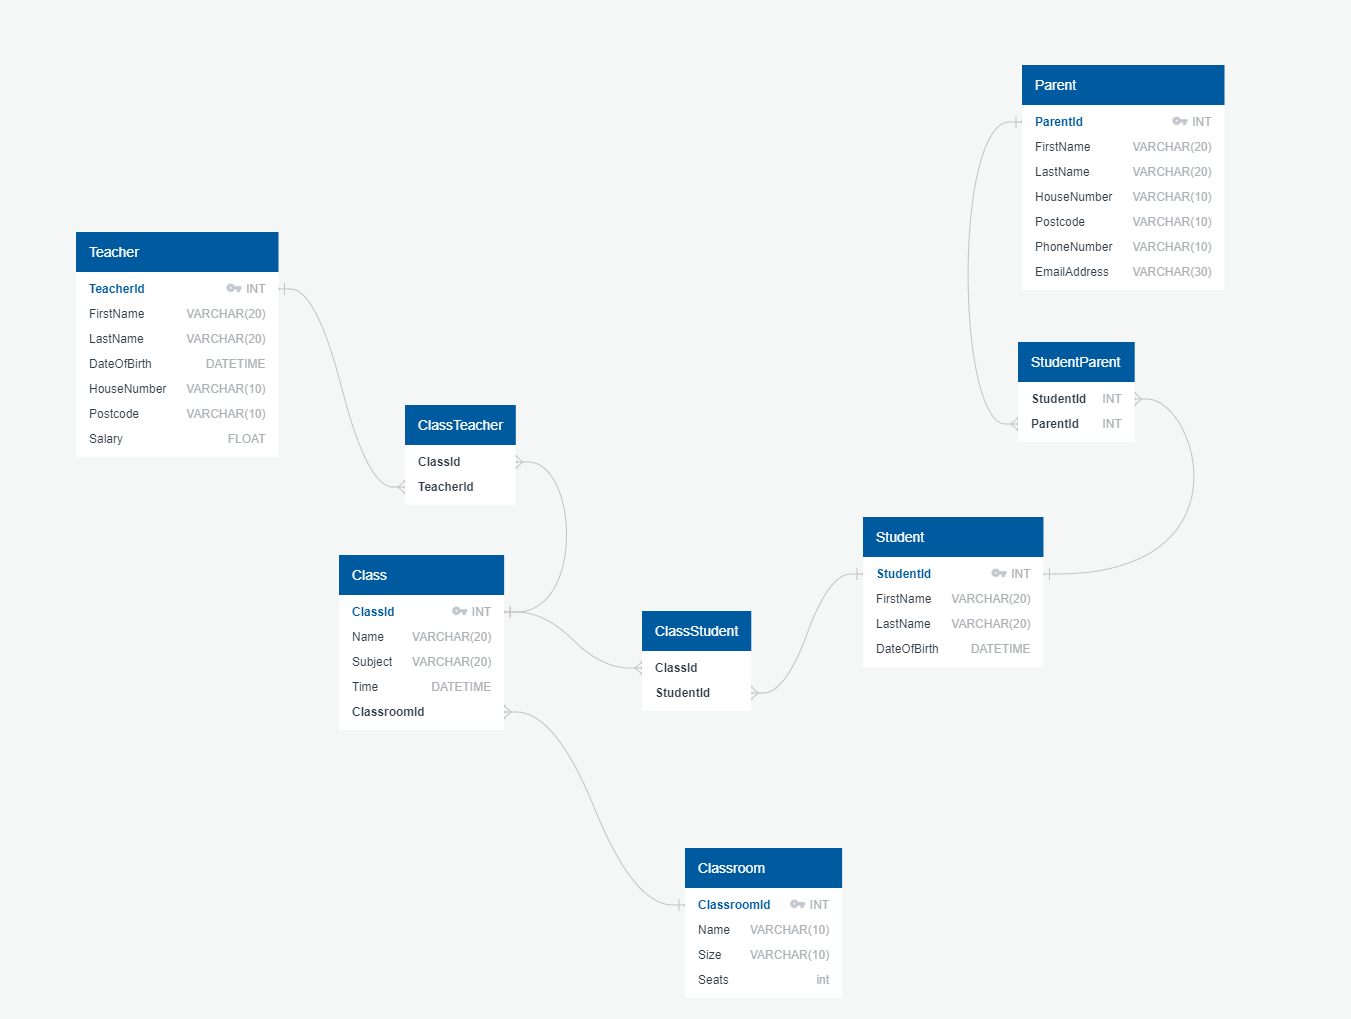 Parent
ParentId INT
FirstName VARCHAR(20)
LastName VARCHAR(20)
HouseNumber VARCHAR(10)
Postcode VARCHAR(10)
PhoneNumber VARCHAR(10)
EmailAddress VARCHAR(30)
Teacher
TeacherId INT
FirstName VARCHAR(20)
LastName VARCHAR(20)
DateOfBirth DATETIME
HouseNumber VARCHAR(10)
Postcode VARCHAR(10)
Salary FLOAT
StudentParent
StudentId INT
ParentId INT
ClassTeacher
ClassId
TeacherId
Student
StudentId INT
FirstName VARCHAR(20)
LastName VARCHAR(20)
DateOfBirth DATETIME
Class
ClassId INT
Name VARCHAR(20)
Subject VARCHAR(20)
Time DATETIME
ClassroomId
ClassStudent
ClassId
StudentId
Classroom
ClassroomId INT
Name VARCHAR(10)
Size VARCHAR(10)
Seats int